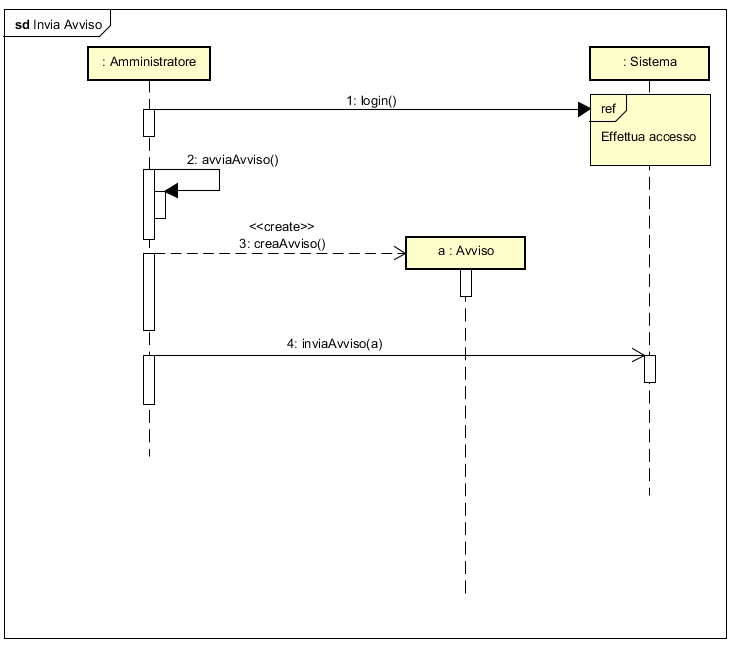 sd Invia Avviso
: Amministratore
: Sistema
1: login()
ref
Effettua accesso
2: avviaAvviso()
<<create>>
3: creaAvviso()
a : Avviso
4: inviaAvviso(a)